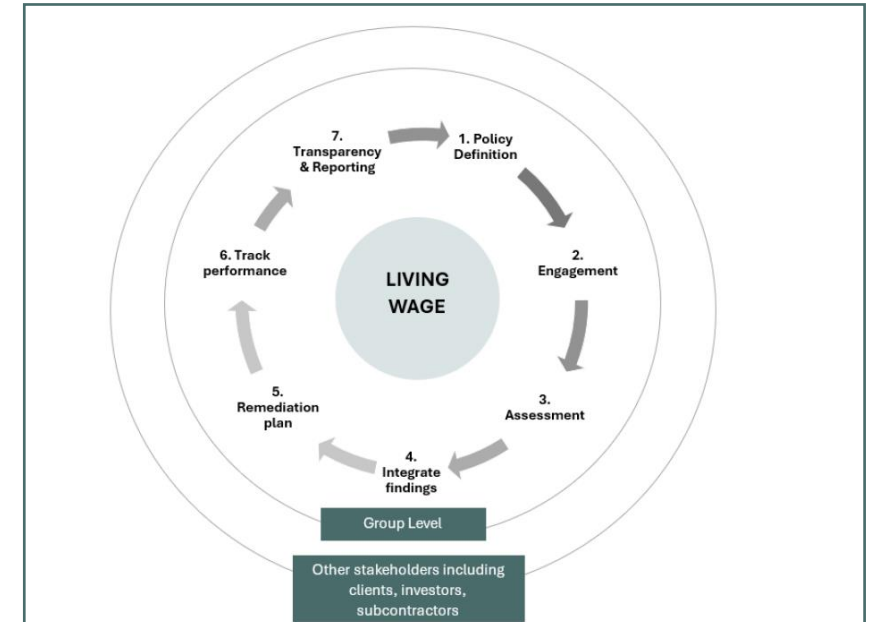 7.
Transparency
& Reporting
1. Policy
Definition
2.
Engagement
3.
Assessment
4.
Integrate
findings
5.
Remediation
plan
6. Track
performance
LIVING
WAGE
Group Level
Other stakeholders including
clients, investors,
subcontractors